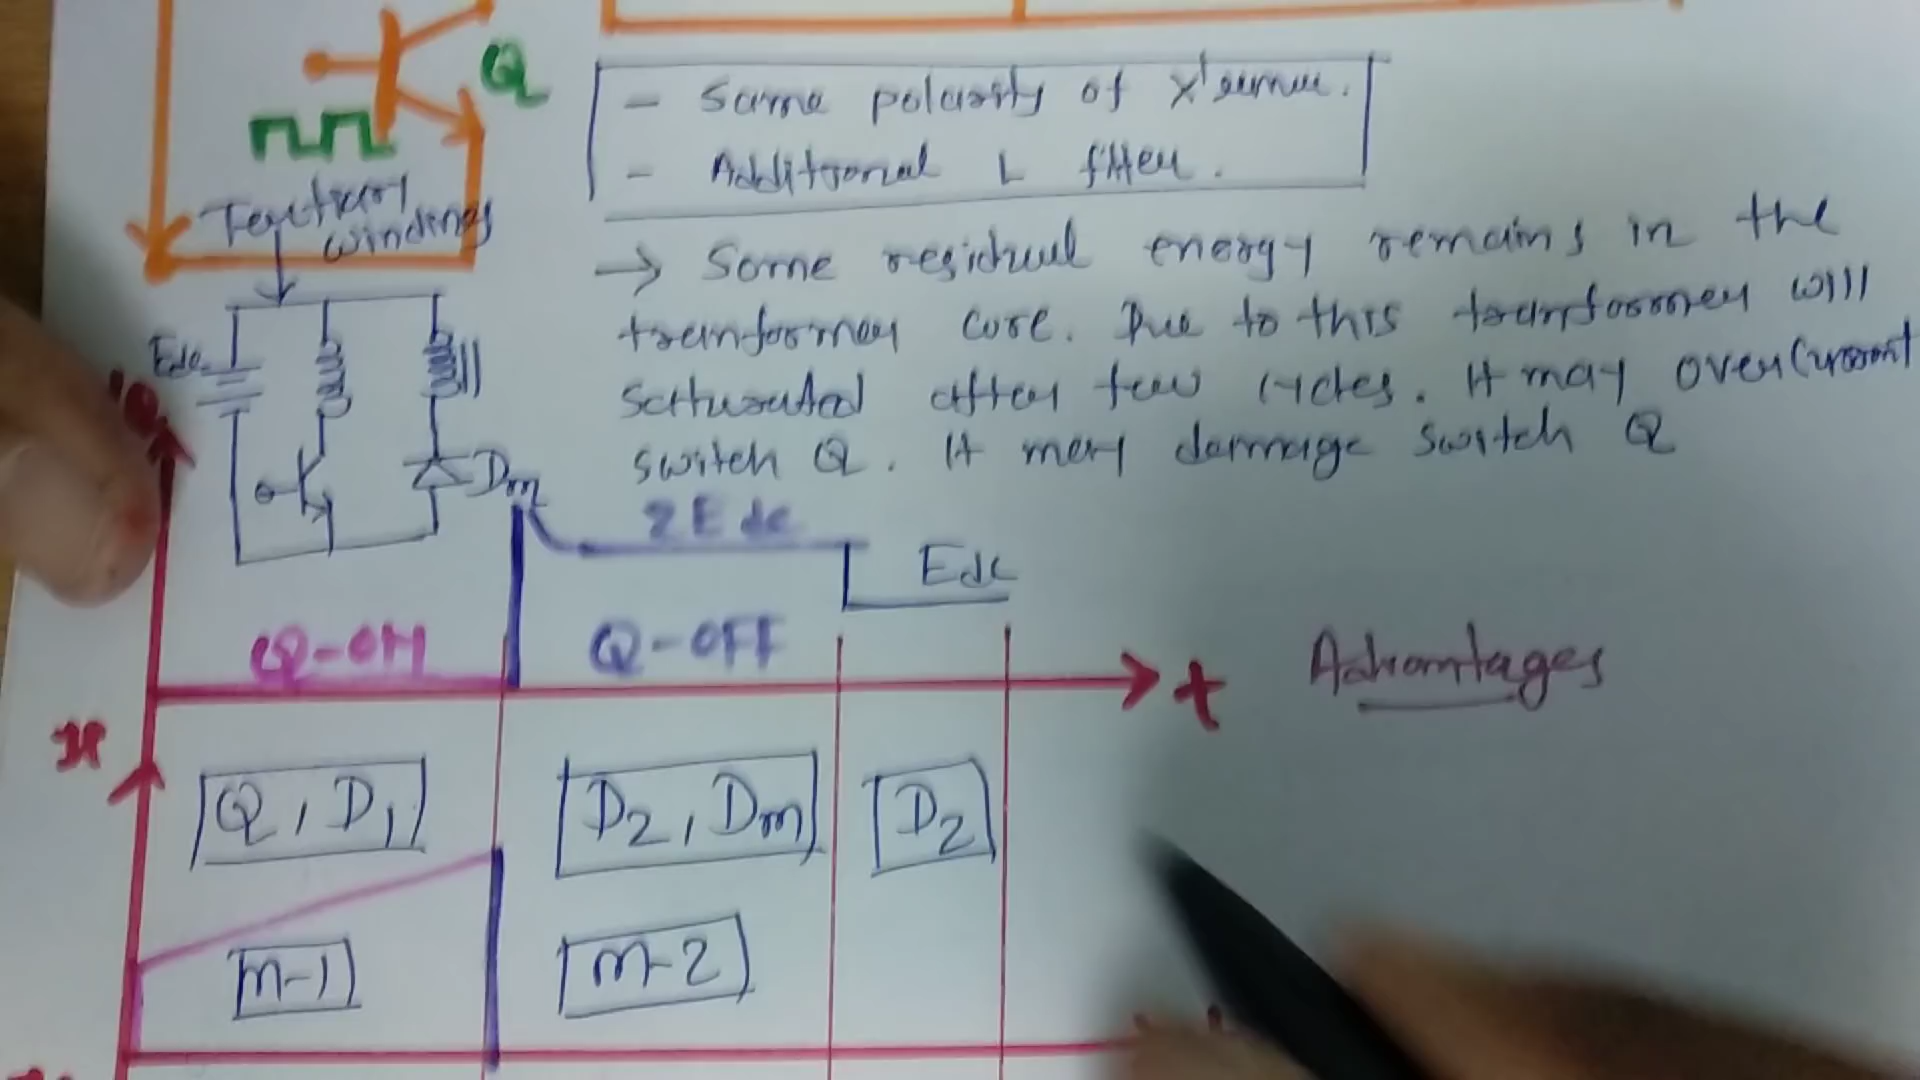 Q
- Same polarity of x'rmer.
- Additional L filter.
Tertiary
windings
→ Some residual energy remains in the
transformer core. Due to this transformer will
saturated after few cycles. It may overcurrent
switch Q. It may damage switch Q
Edc
Dm
2Edc
Edc
Q-ON
Q-OFF
t
Advantages
Q, D1
D2, Dm
D2
m-1
m-2